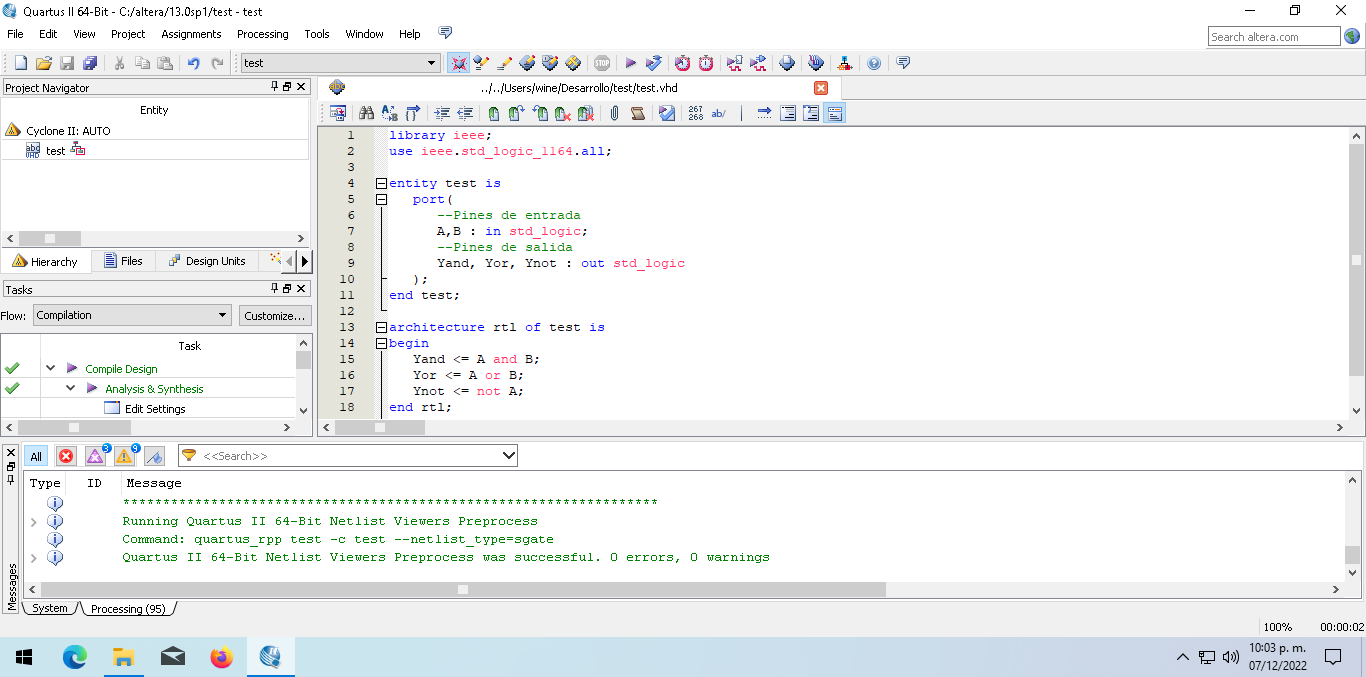 Quartus II 64-Bit - C:/altera/13.0sp1/test - test
File Edit View Project Assignments Processing Tools Window Help
Search altera.com
test
Project Navigator
Entity
Cyclone II: AUTO
abd VHD test
Hierarchy Files Design Units
Tasks
Flow: Compilation Customize...
Task
Compile Design
Analysis & Synthesis
Edit Settings
../../Users/wine/Desarrollo/test/test.vhd
267 268 ab/
1 library ieee;
2 use ieee.std_logic_1164.all;
3
4 entity test is
5 port(
6 --Pines de entrada
7 A,B : in std_logic;
8 --Pines de salida
9 Yand, Yor, Ynot : out std_logic
10 );
11 end test;
12
13 architecture rtl of test is
14 begin
15 Yand <= A and B;
16 Yor <= A or B;
17 Ynot <= not A;
18 end rtl;
All 3 9 <<Search>>
Type ID Message
*******************************************************************
Running Quartus II 64-Bit Netlist Viewers Preprocess
Command: quartus_rpp test -c test --netlist_type=sgate
Quartus II 64-Bit Netlist Viewers Preprocess was successful. 0 errors, 0 warnings
Messages
System Processing (95)
100% 00:00:02
10:03 p. m.
07/12/2022